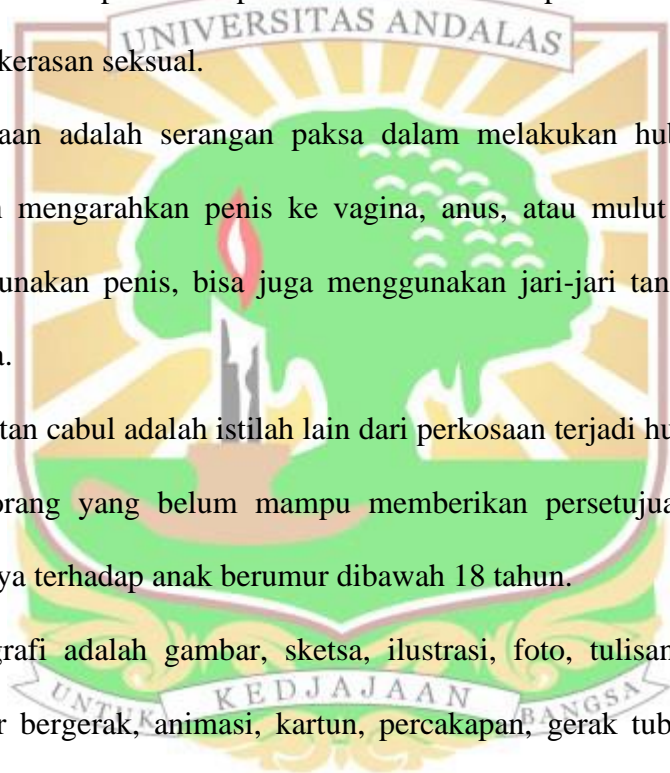 UNIVERSITAS ANDALAS
kerasan seksual.
aan adalah serangan paksa dalam melakukan hu
mengarahkan penis ke vagina, anus, atau mulut
unakan penis, bisa juga menggunakan jari-jari tan
tan cabul adalah istilah lain dari perkosaan terjadi hu
orang yang belum mampu memberikan persetujua
ya terhadap anak berumur dibawah 18 tahun.
grafi adalah gambar, sketsa, ilustrasi, foto, tulisan
r bergerak, animasi, kartun, percakapan, gerak tub
UNTUK KEDJAJAAN BANGSA